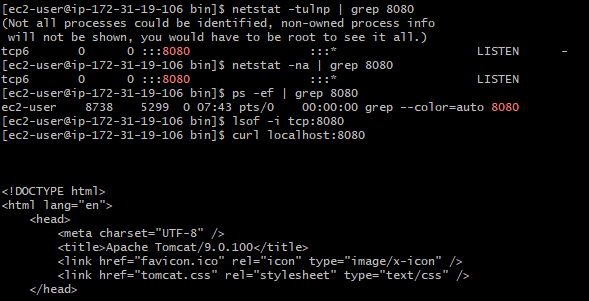 [ec2-user@ip-172-31-19-106 bin]$ netstat -tulnp | grep 8080
(Not all processes could be identified, non-owned process info
 will not be shown, you would have to be root to see it all.)
tcp6       0      0 :::8080                 :::*                    LISTEN      -
[ec2-user@ip-172-31-19-106 bin]$ netstat -na | grep 8080
tcp6       0      0 :::8080                 :::*                    LISTEN
[ec2-user@ip-172-31-19-106 bin]$ ps -ef | grep 8080
ec2-user    8738    5299  0 07:43 pts/0    00:00:00 grep --color=auto 8080
[ec2-user@ip-172-31-19-106 bin]$ lsof -i tcp:8080
[ec2-user@ip-172-31-19-106 bin]$ curl localhost:8080
<!DOCTYPE html>
<html lang="en">
    <head>
        <meta charset="UTF-8" />
        <title>Apache Tomcat/9.0.100</title>
        <link href="favicon.ico" rel="icon" type="image/x-icon" />
        <link href="tomcat.css" rel="stylesheet" type="text/css" />
    </head>